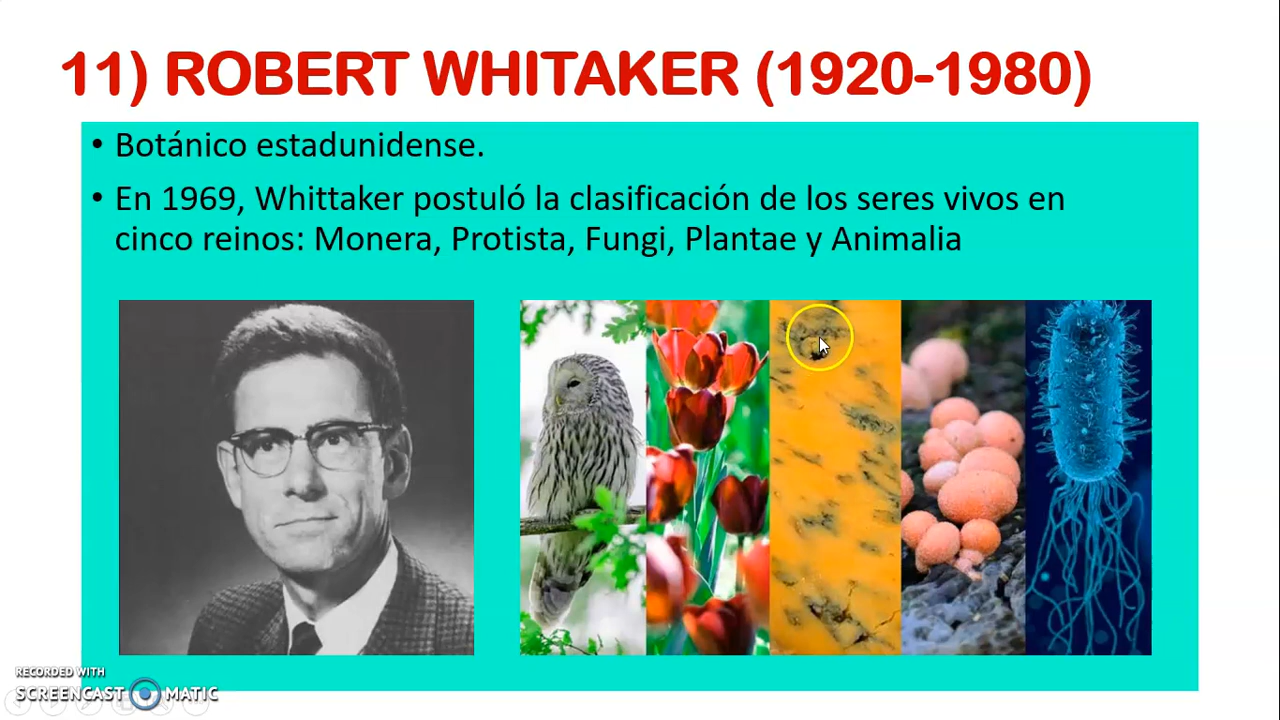 11) ROBERT WHITAKER (1920-1980)
• Botánico estadunidense.
• En 1969, Whittaker postuló la clasificación de los seres vivos en
cinco reinos: Monera, Protista, Fungi, Plantae y Animalia
RECORDED WITH
SCREENCAST MATIC